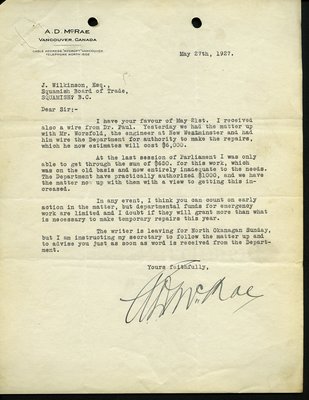 A.D. McRAE
VANCOUVER, CANADA
CABLE ADDRESS "ADMCRY" VANCOUVER
TELEPHONE NORTH
May 27th, 1927.
J. Wilkinson, Esq.,
Squamish Board of Trade,
SQUAMISH B.C.
Dear Sir;-
I have your favour of May 21st. I received
also a wire from Dr. Paul. Yesterday we had the matter up
with Mr. Worsfold, the engineer at New Westminster and had
him wire the Department for authority to make the repairs,
which he now estimates will cost $6,000.
At the last session of Parliament I was only
able to get through the sum of $650. for this work, which
was on the old basis and now entirely inadequate to the needs.
The Department have practically authorized $1000, and we have
the matter now up with them with a view to getting this in-
creased.
In any event, I think you can count on early
action in the matter, but departmental funds for emergency
work are limited and I doubt if they will grant more than what
is necessary to make temporary repairs this year.
The writer is leaving for North Okanagan Sunday,
but I am instructing my secretary to follow the matter up and
to advise you just as soon as word is received from the Depart-
ment.
Yours faithfully,
A D McRae